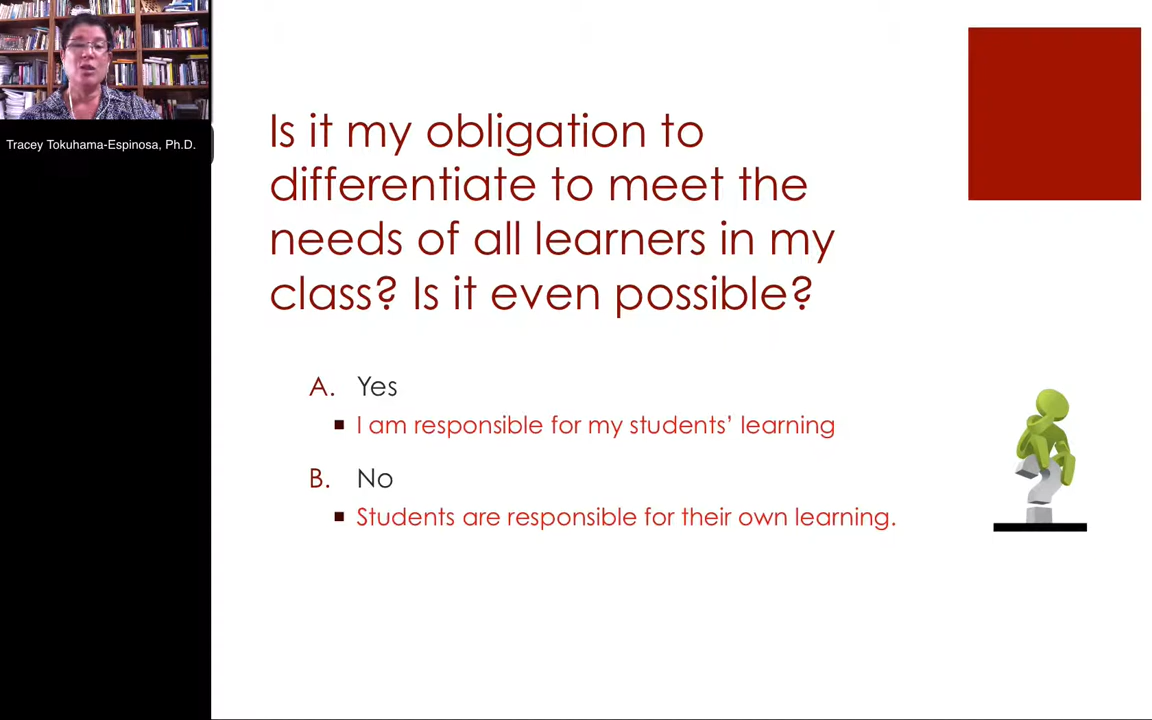 Tracey Tokuhama-Espinosa, Ph.D.
Is it my obligation to
differentiate to meet the
needs of all learners in my
class? Is it even possible?
A. Yes
■ I am responsible for my students’ learning
B. No
■ Students are responsible for their own learning.